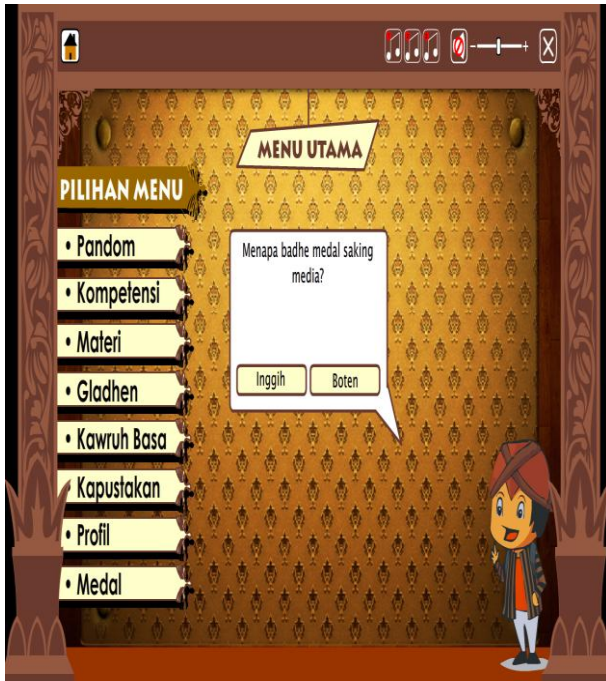 MENU UTAMA
PILIHAN MENU
• Pandom
• Kompetensi
• Materi
• Gladhen
• Kawruh Basa
• Kapustakan
• Profil
• Medal
Menapa badhe medal saking
media?
Inggih
Boten